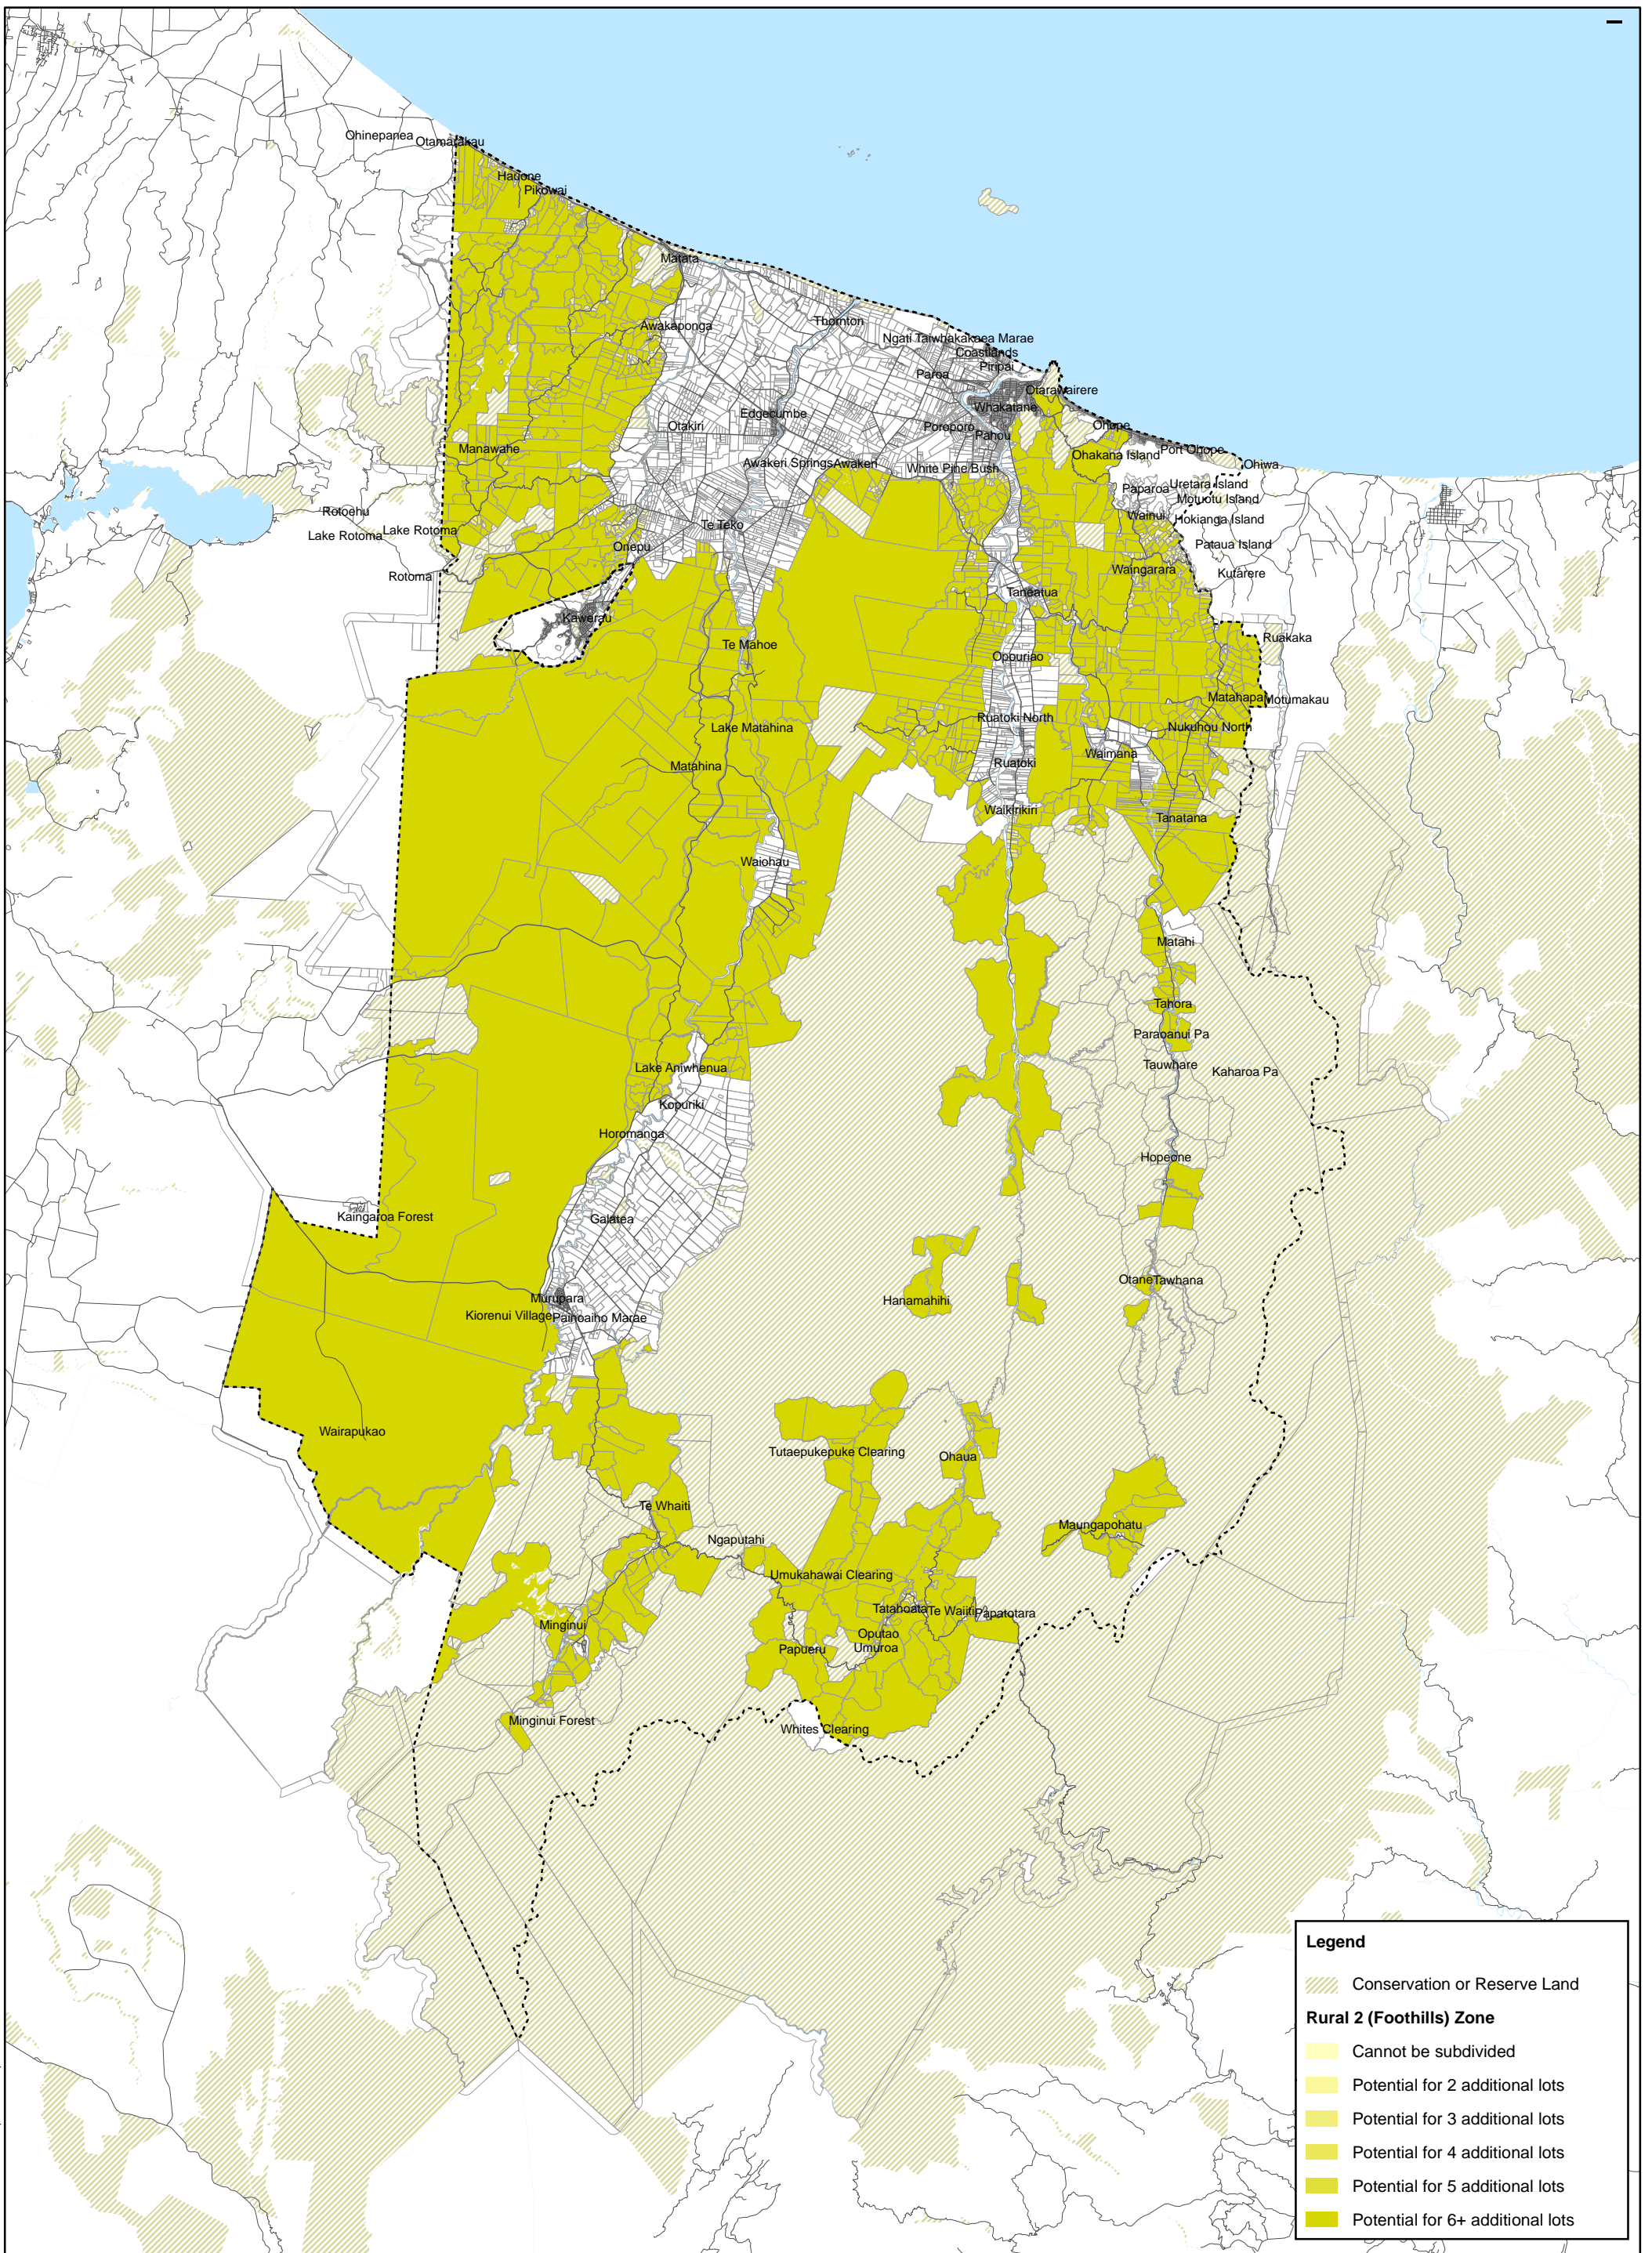 Ohinepanea
Otamarakau
Hauone
Pikowai
Matata
Awakaponga
Thornton
Ngati Taiwhakakaea Marae
Coastlands
Piripai
Paroa
Otarawairere
Whakatane
Edgecumbe
Otakiri
Poroporo
Pahou
Ohope
Port Ohope
Manawahe
Ohakana Island
Awakeri Springs
Awakeri
White Pine Bush
Ohiwa
Uretara Island
Paparoa
Motuotu Island
Rotoehu
Wainui
Hokianga Island
Te Teko
Lake Rotoma
Lake Rotoma
Onepu
Pataua Island
Rotoma
Waingarara
Kutarere
Taneatua
Kawerau
Ruakaka
Te Mahoe
Opouriao
Matahapa
Motumakau
Ruatoki North
Lake Matahina
Nukuhou North
Waimana
Matahina
Ruatoki
Waikirikiri
Tanatana
Waiohau
Matahi
Tahora
Paraoanui Pa
Lake Aniwhenua
Tauwhare
Kaharoa Pa
Kopuriki
Horomanga
Hopeone
Kaingaroa Forest
Galatea
Otane
Tawhana
Murupara
Hanamahihi
Kiorenui Village
Painoaiho Marae
Wairapukao
Tutaepukepuke Clearing
Ohaua
Te Whaiti
Maungapohatu
Ngaputahi
Umukahawai Clearing
Tatahoata
Te Waiiti
Papatotara
Minginui
Oputao
Papueru
Umuroa
Minginui Forest
Whites Clearing
Legend
Conservation or Reserve Land
Rural 2 (Foothills) Zone
Cannot be subdivided
Potential for 2 additional lots
Potential for 3 additional lots
Potential for 4 additional lots
Potential for 5 additional lots
Potential for 6+ additional lots